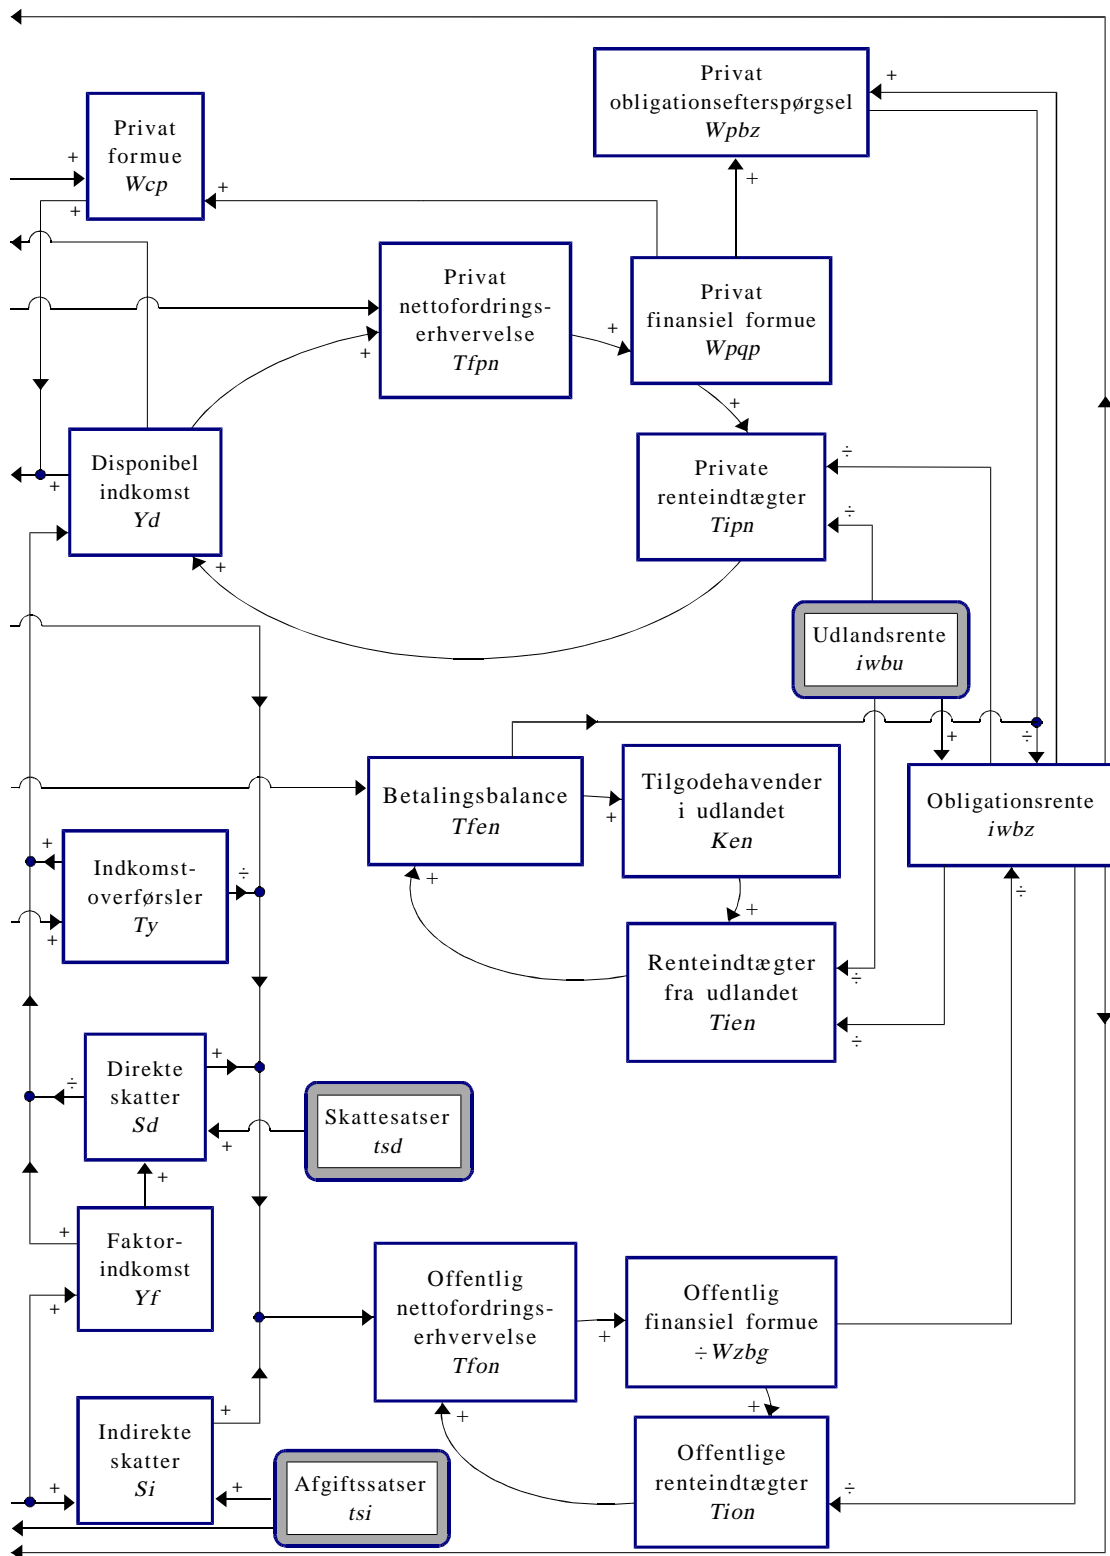 Privat
obligationsefterspørgsel
Wpbz
+
Privat
formue
Wcp
+
+
+
+
Privat
nettofordrings-
erhvervelse
Tfpn
+
+
Privat
finansiel formue
Wpqp
+
Disponibel
indkomst
Yd
+
+
Private
renteindtægter
Tipn
÷
÷
Udlandsrente
iwbu
+
÷
Betalingsbalance
Tfen
+
+
Tilgodehavender
i udlandet
Ken
+
Obligationsrente
iwbz
÷
Indkomst-
overførsler
Ty
+
÷
+
Renteindtægter
fra udlandet
Tien
÷
÷
Direkte
skatter
Sd
+
÷
+
+
Skattesatser
tsd
Faktor-
indkomst
Yf
+
+
Offentlig
nettofordrings-
erhvervelse
Tfon
+
+
Offentlig
finansiel formue
÷Wzbg
+
Indirekte
skatter
Si
+
+
+
Afgiftssatser
tsi
Offentlige
renteindtægter
Tion
÷